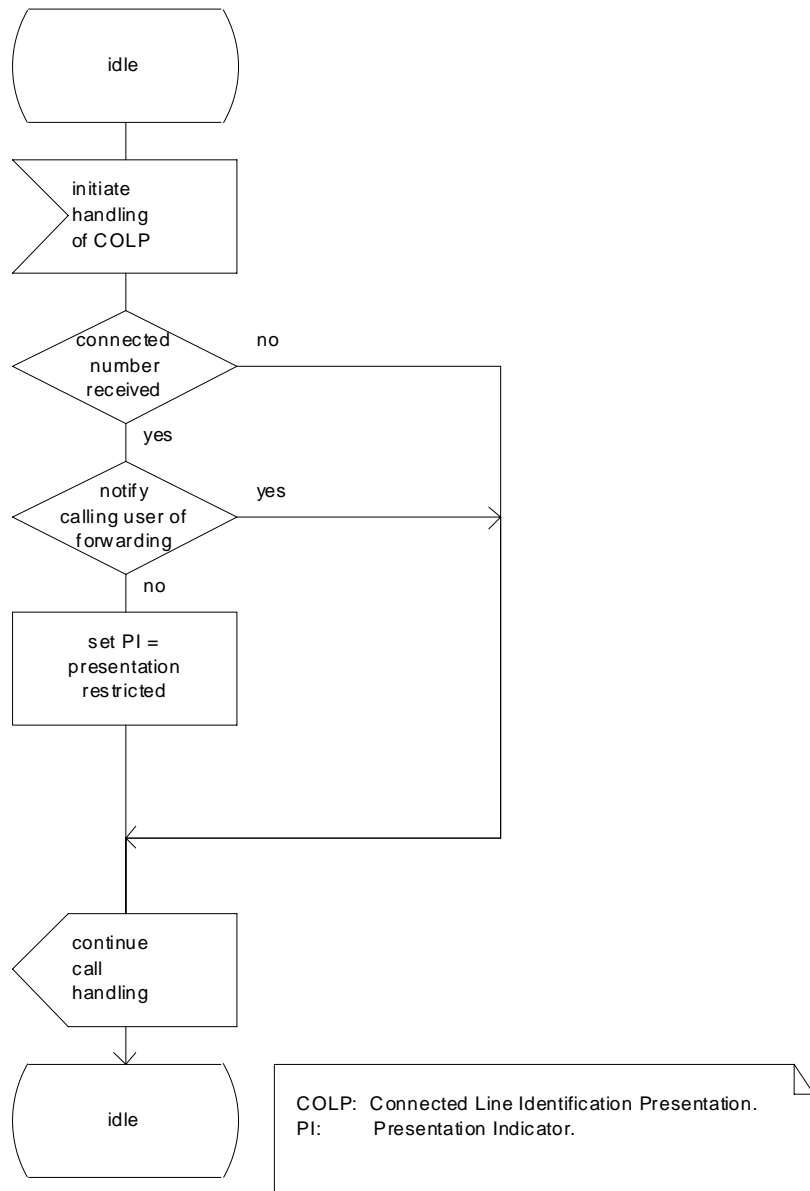 idle
initiate
handling
of COLP
connected
number
received
no
yes
notify
calling user of
forwarding
yes
no
set PI =
presentation
restricted
continue
call
handling
idle
COLP: Connected Line Identification Presentation.
PI: Presentation Indicator.